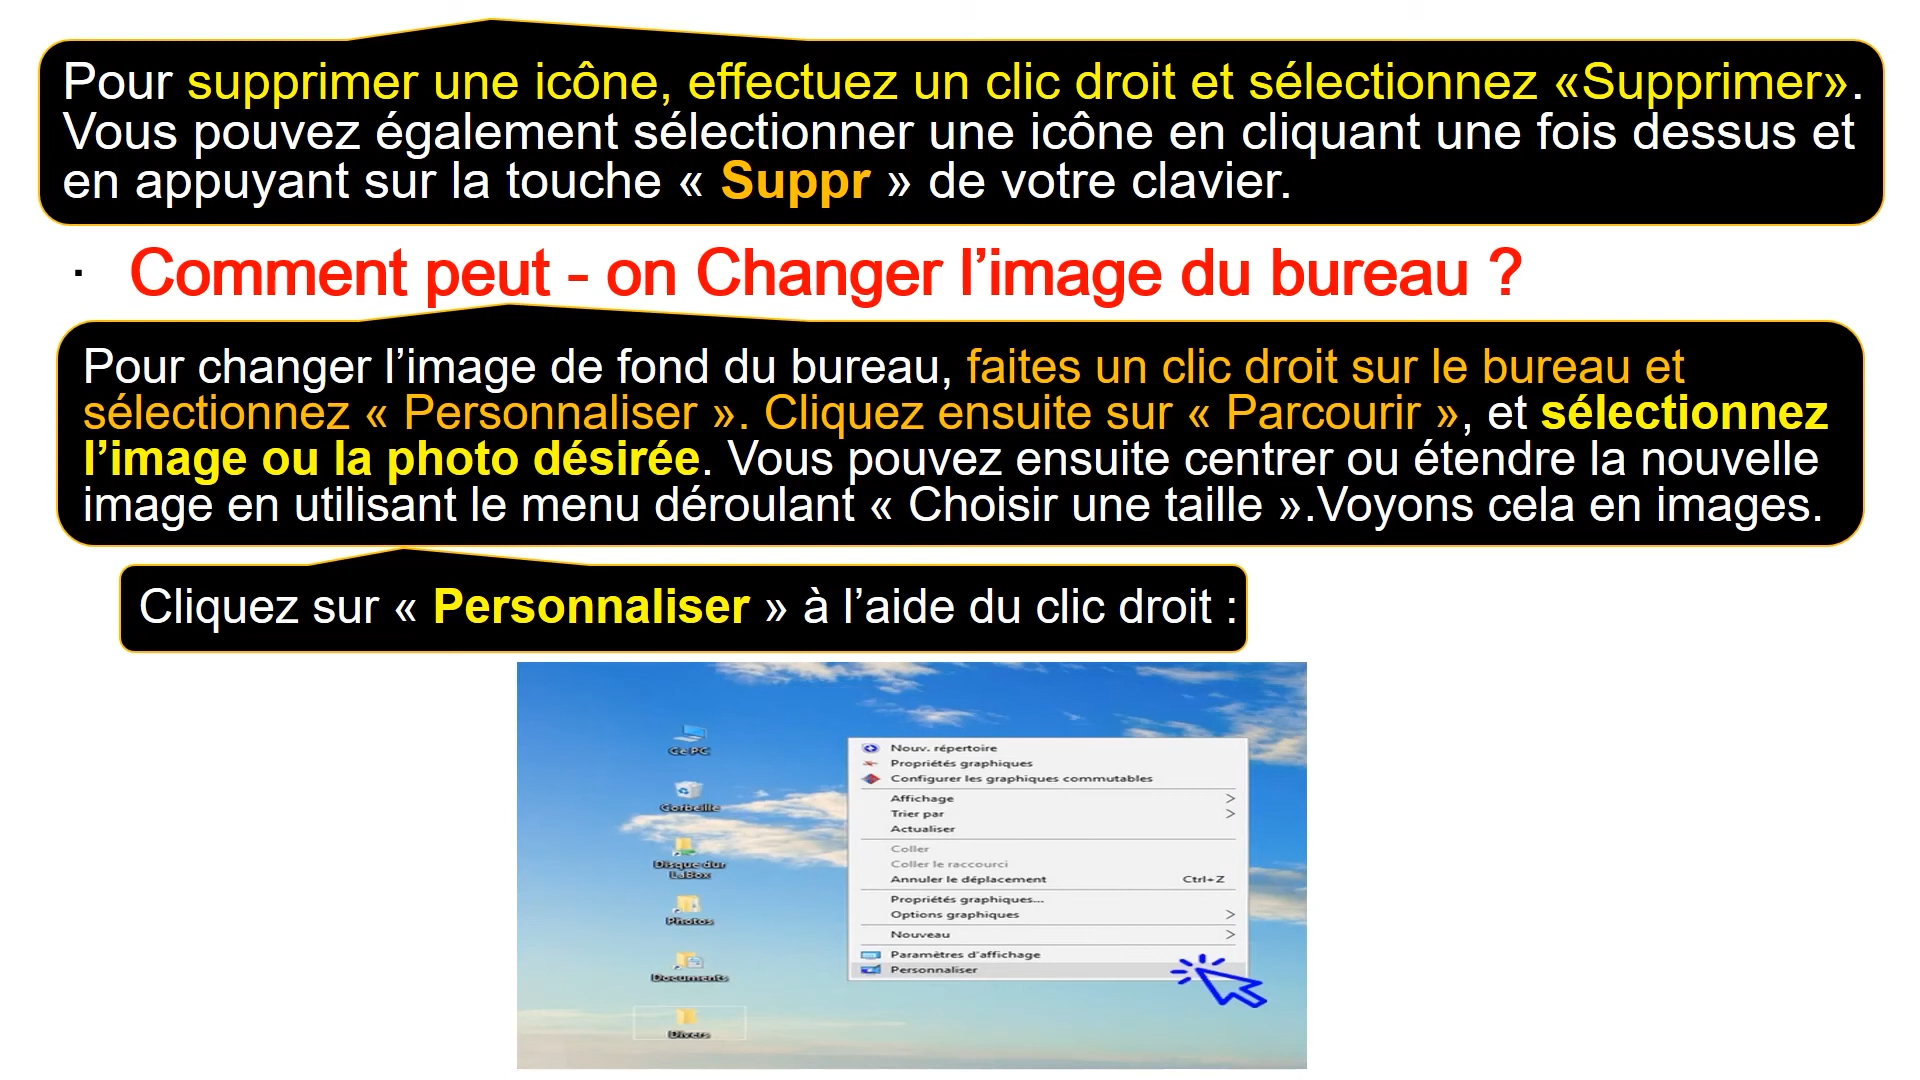 Pour supprimer une icône, effectuez un clic droit et sélectionnez «Supprimer».
Vous pouvez également sélectionner une icône en cliquant une fois dessus et
en appuyant sur la touche « Suppr » de votre clavier.
· Comment peut - on Changer l’image du bureau ?
Pour changer l’image de fond du bureau, faites un clic droit sur le bureau et
sélectionnez « Personnaliser ». Cliquez ensuite sur « Parcourir », et sélectionnez
l’image ou la photo désirée. Vous pouvez ensuite centrer ou étendre la nouvelle
image en utilisant le menu déroulant « Choisir une taille ».Voyons cela en images.
Cliquez sur « Personnaliser » à l’aide du clic droit :
Ce PC
Corbeille
Disque dur
LaBox
Photos
Documents
Divers
Nouv. répertoire
Propriétés graphiques
Configurer les graphiques commutables
Affichage >
Trier par >
Actualiser
Coller
Coller le raccourci
Annuler le déplacement Ctrl+Z
Propriétés graphiques...
Options graphiques >
Nouveau >
Paramètres d'affichage
Personnaliser